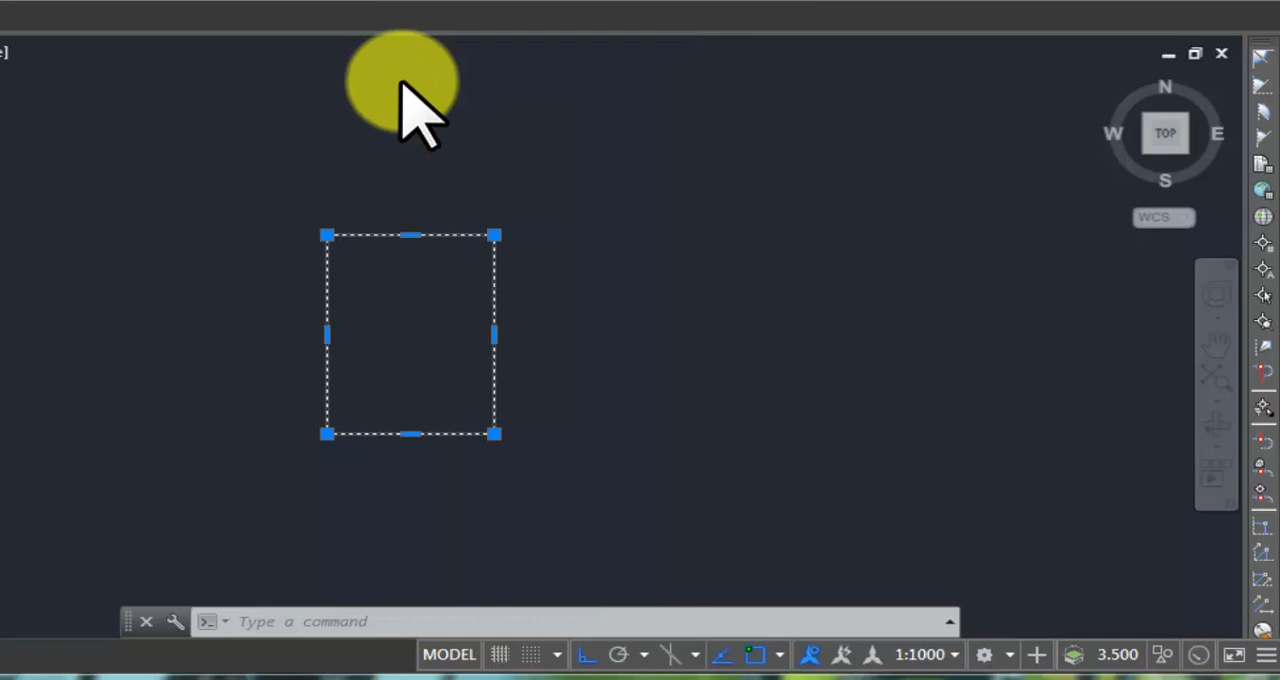 e]
N
W TOP E
S
WCS
Type a command
MODEL 1:1000 3.500